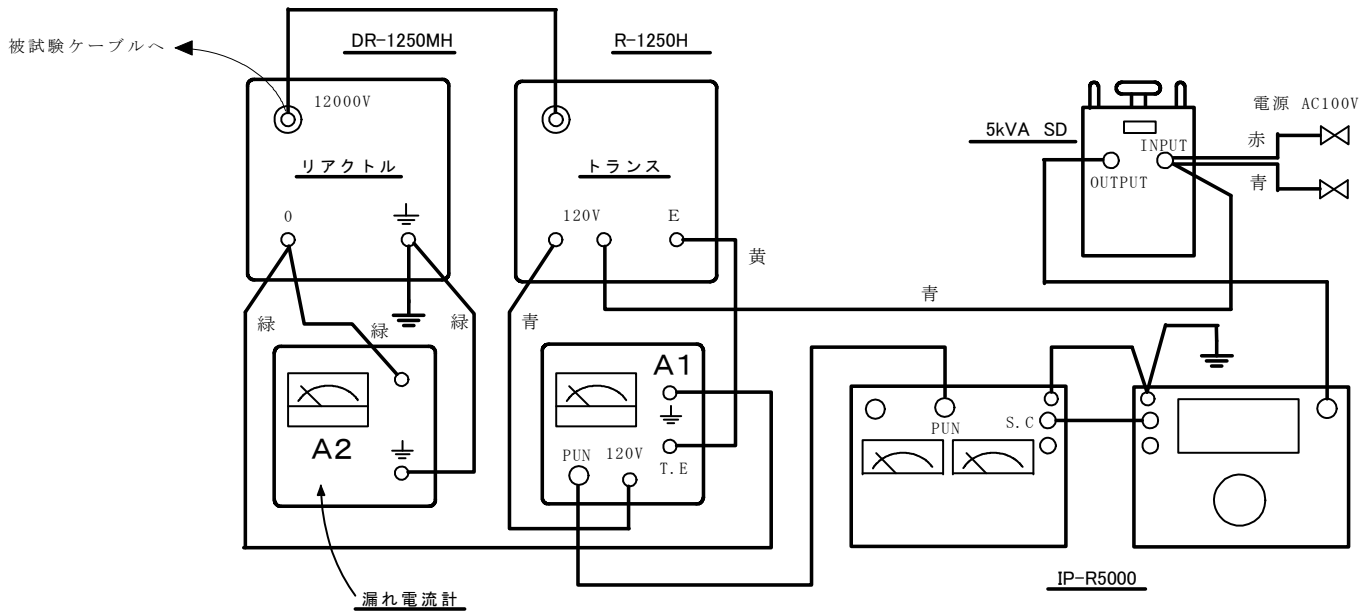 DR-1250MH
R-1250H
被試験ケーブルへ
12000V
電源 AC100V
5kVA SD
赤
INPUT
リアクトル
トランス
OUTPUT
青
0
120V
E
黄
青
緑
緑
緑
青
A1
A2
PUN
120V
T.E
PUN
S.C
IP-R5000
漏れ電流計